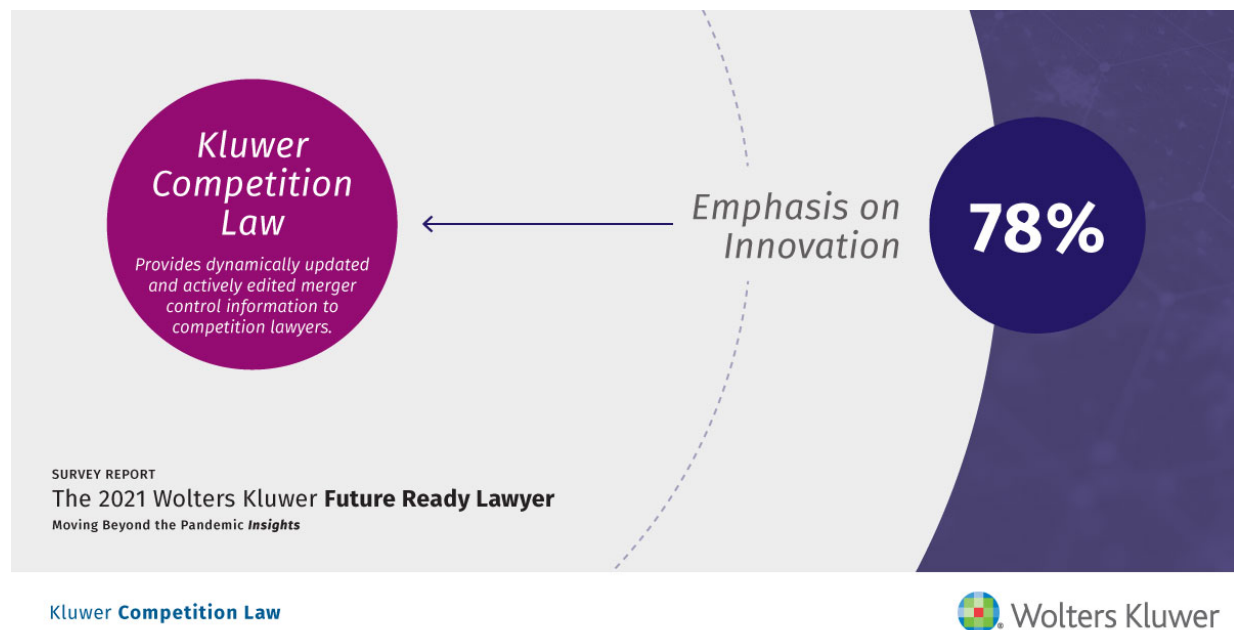 Kluwer
Competition
Law
Provides dynamically updated
and actively edited merger
control information to
competition lawyers.
Emphasis on
Innovation
78%
SURVEY REPORT
The 2021 Wolters Kluwer Future Ready Lawyer
Moving Beyond the Pandemic Insights
Kluwer Competition Law
Wolters Kluwer